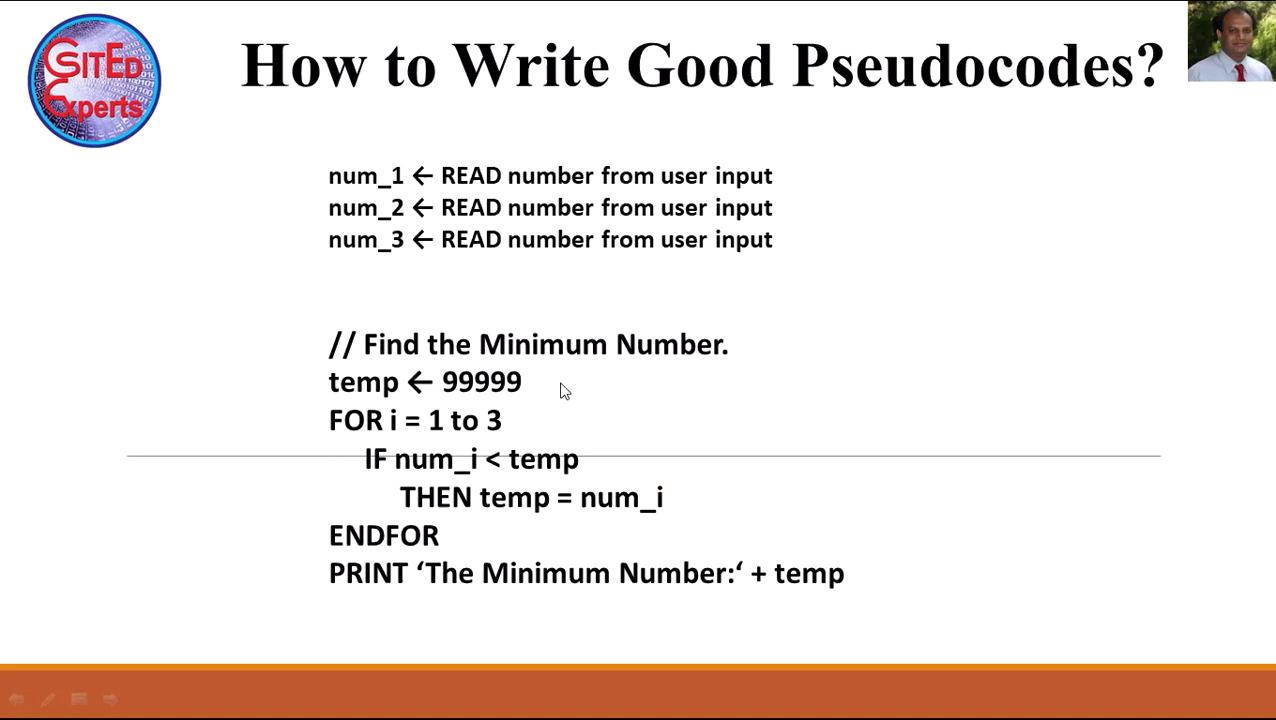 CSITEd
Experts
How to Write Good Pseudocodes?
num_1 ← READ number from user input
num_2 ← READ number from user input
num_3 ← READ number from user input
// Find the Minimum Number.
temp ← 99999
FOR i = 1 to 3
IF num_i < temp
THEN temp = num_i
ENDFOR
PRINT ‘The Minimum Number:‘ + temp